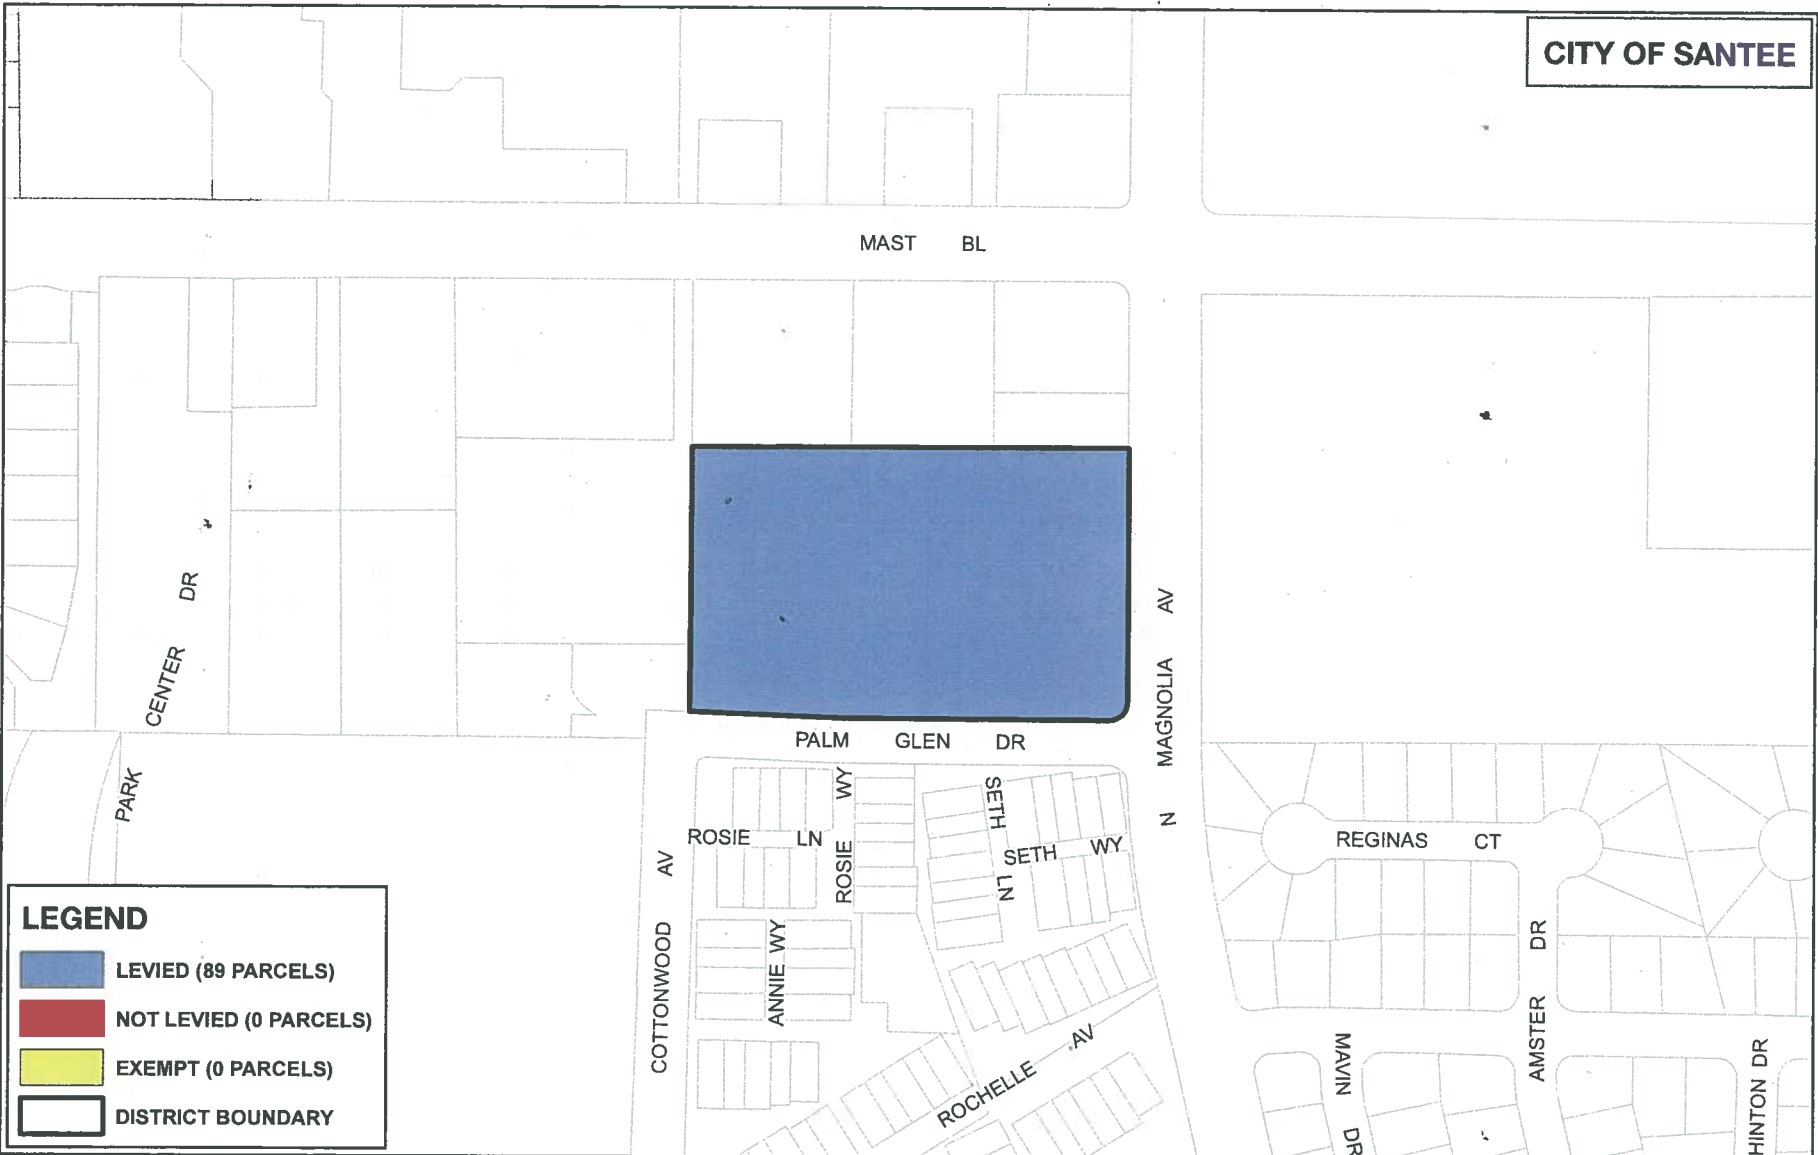 CITY OF SANTEE
MAST BL
CENTER DR
PARK
N MAGNOLIA AV
PALM GLEN DR
ROSIE LN
ROSIE WY
SETH LN
SETH WY
REGINAS CT
COTTONWOOD AV
ANNIE WY
ROCHELLE AV
MAVIN DR
AMSTER DR
HINTON DR
LEGEND
LEVIED (89 PARCELS)
NOT LEVIED (0 PARCELS)
EXEMPT (0 PARCELS)
DISTRICT BOUNDARY